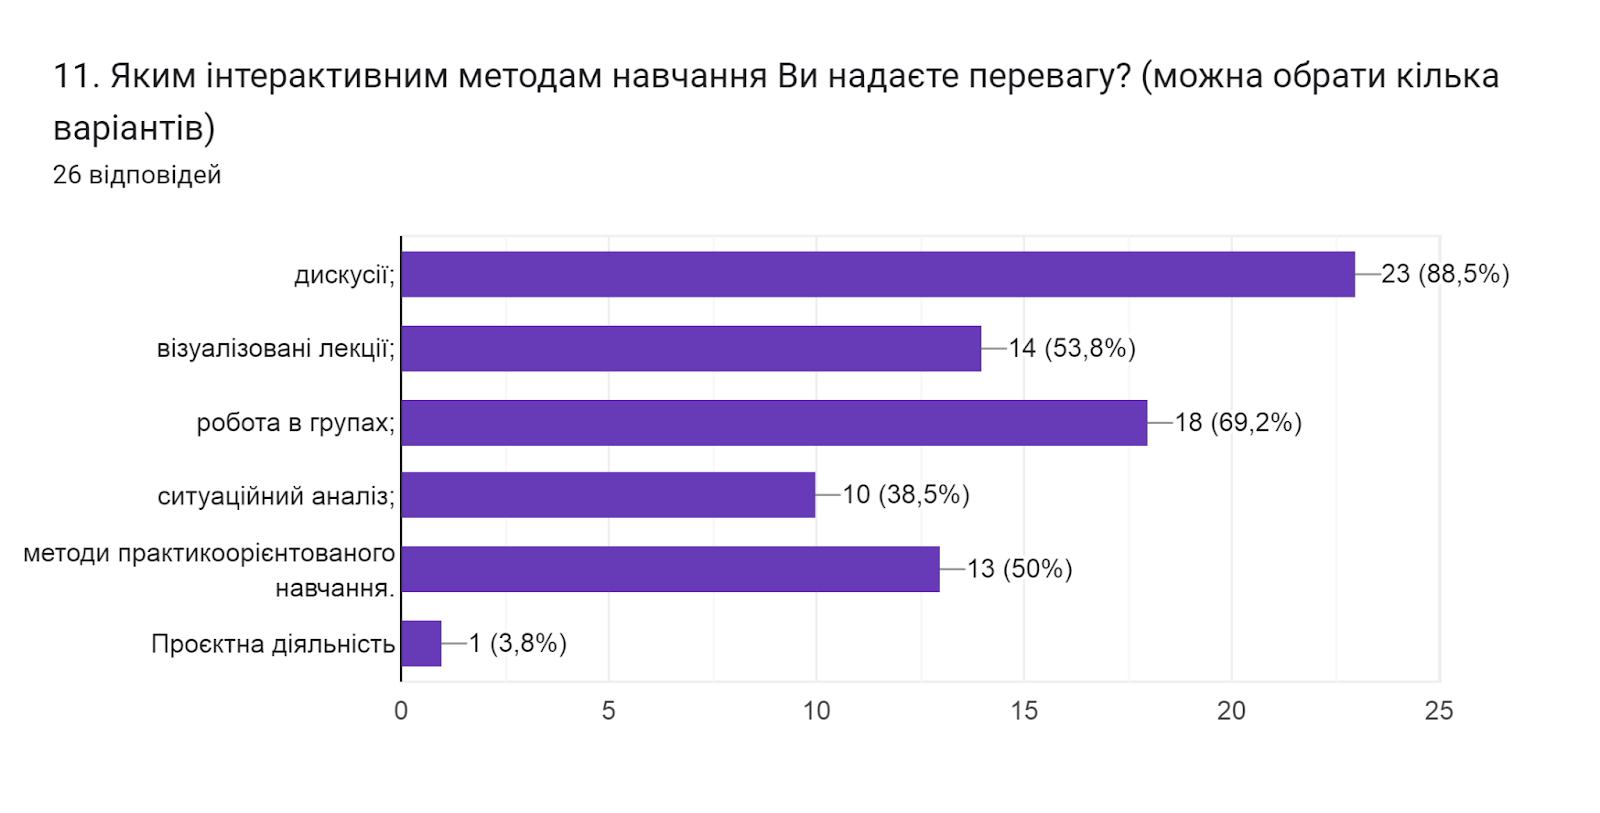 11. Яким інтерактивним методам навчання Ви надаєте перевагу? (можна обрати кілька
варіантів)
26 відповідей
дискусії;
23 (88,5%)
візуалізовані лекції;
14 (53,8%)
робота в групах;
18 (69,2%)
ситуаційний аналіз;
10 (38,5%)
методи практикоорієнтованого
навчання.
13 (50%)
Проєктна діяльність
1 (3,8%)
0 5 10 15 20 25